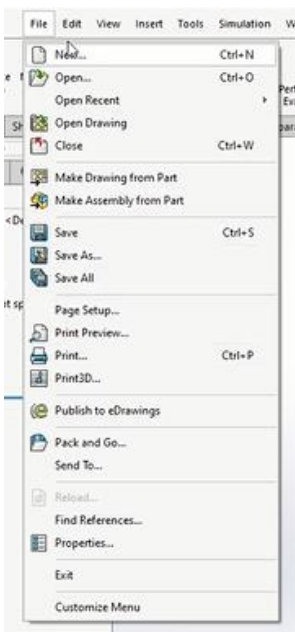 File Edit View Insert Tools Simulation W
New... Ctrl+N
Open... Ctrl+O
Open Recent
Open Drawing
Close Ctrl+W
Make Drawing from Part
Make Assembly from Part
Save Ctrl+S
Save As...
Save All
Page Setup...
Print Preview...
Print... Ctrl+P
Print3D...
Publish to eDrawings
Pack and Go...
Send To...
Reload...
Find References...
Properties...
Exit
Customize Menu